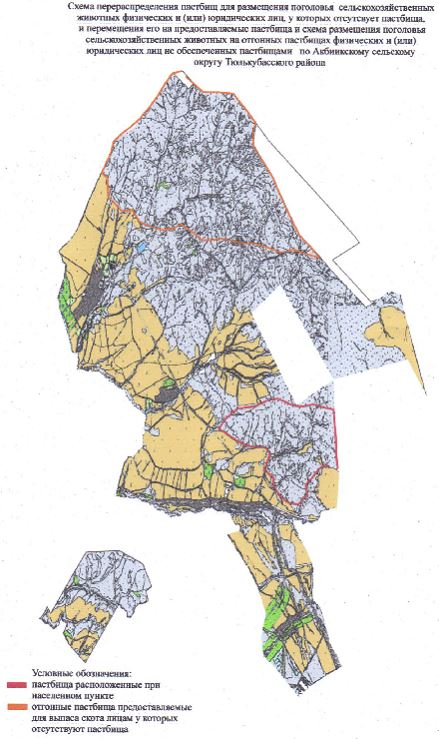 Схема перераспределения пастбищ для размещения поголовья сельскохозяйственных
животных физических и (или) юридических лиц, у которых отсутсвует пастбища,
и перемещения его на предоставляемые пастбища и схема размещения поголовья
сельскохозяйственных животных на отгонных пастбищах физических и (или)
юридических лиц не обеспеченных пастбищами по Акбиикскому сельскому
округу Тюлькубасского района
Условные обозначения:
пастбища расположенные при
населенном пункте
отгонные пастбища предоставляемые
для выпаса скота лицам у которых
отсутствуют пастбища